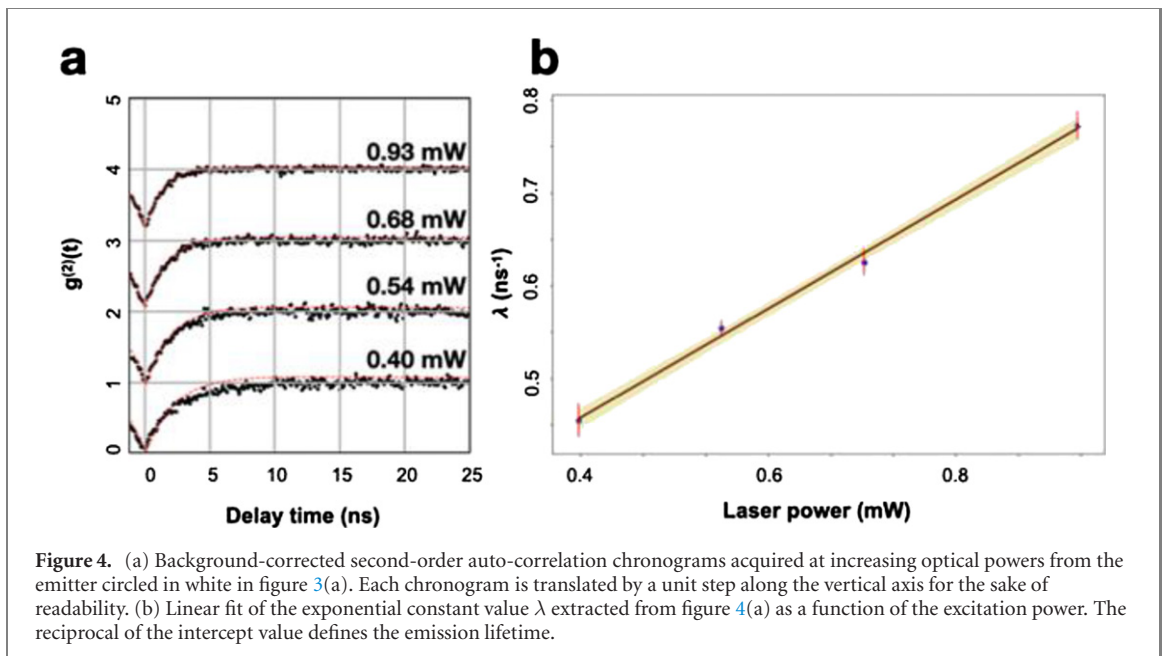 a
b
5
4
3
2
1
0
g(2)(t)
0.93 mW
0.68 mW
0.54 mW
0.40 mW
0 5 10 15 20 25
Delay time (ns)
0.8
0.7
0.6
0.5
λ (ns-1)
0.4 0.6 0.8
Laser power (mW)
Figure 4. (a) Background-corrected second-order auto-correlation chronograms acquired at increasing optical powers from the
emitter circled in white in figure 3(a). Each chronogram is translated by a unit step along the vertical axis for the sake of
readability. (b) Linear fit of the exponential constant value λ extracted from figure 4(a) as a function of the excitation power. The
reciprocal of the intercept value defines the emission lifetime.